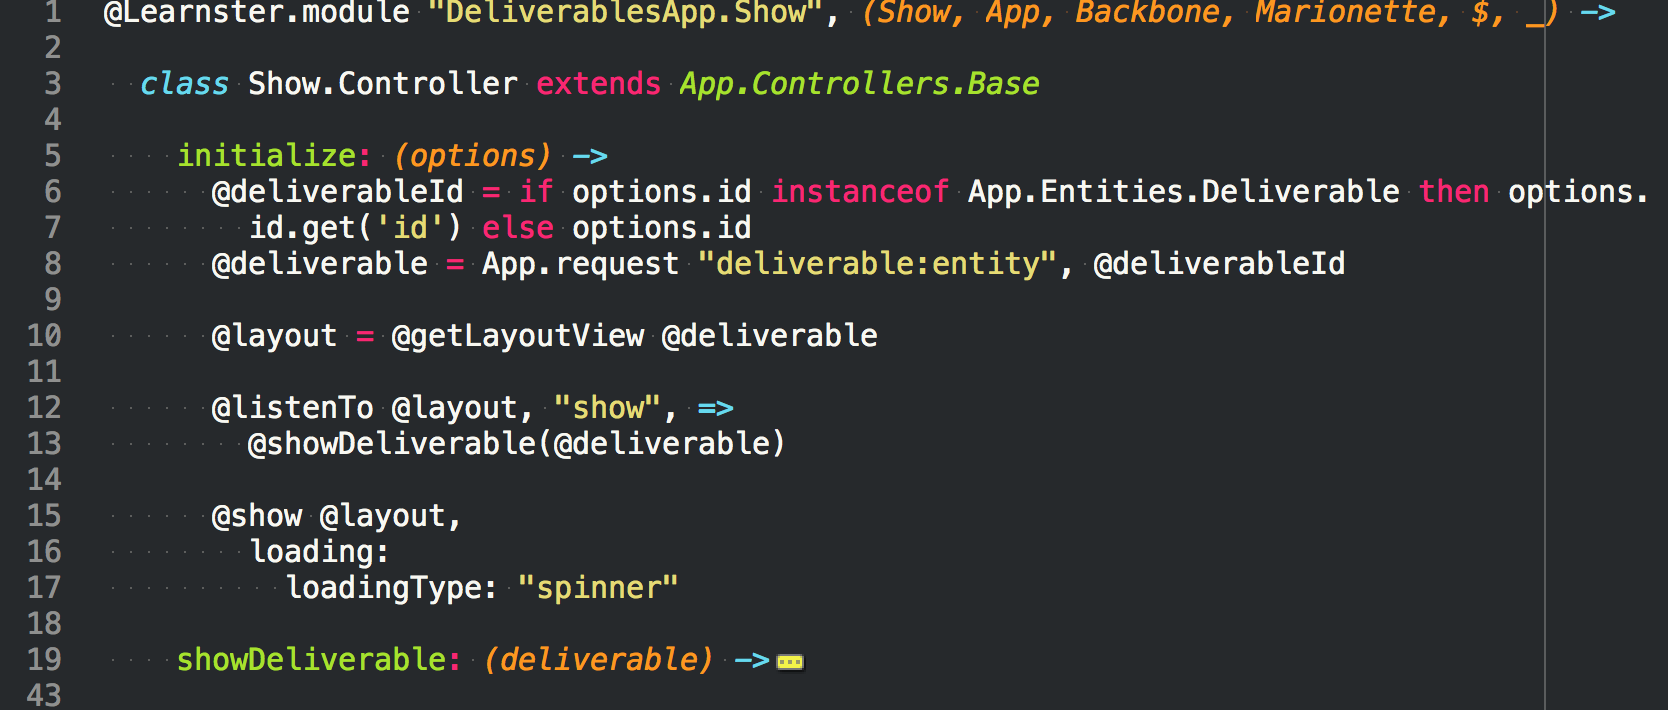 1 @Learnster.module "DeliverablesApp.Show", (Show, App, Backbone, Marionette, $, _) ->
2
3 class Show.Controller extends App.Controllers.Base
4
5 initialize: (options) ->
6 @deliverableId = if options.id instanceof App.Entities.Deliverable then options.
7 id.get('id') else options.id
8 @deliverable = App.request "deliverable:entity", @deliverableId
9
10 @layout = @getLayoutView @deliverable
11
12 @listenTo @layout, "show", =>
13 @showDeliverable(@deliverable)
14
15 @show @layout,
16 loading:
17 loadingType: "spinner"
18
19 showDeliverable: (deliverable) ->
43